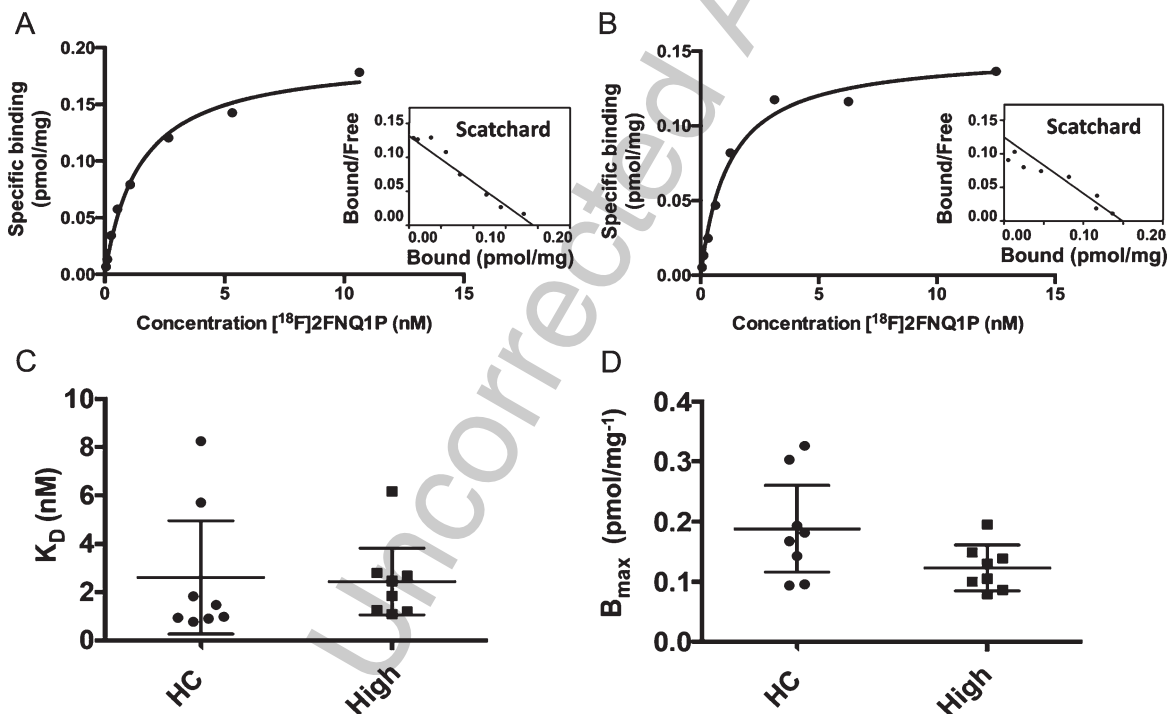 A
0.20
0.15
0.10
0.05
0.00
Specific binding
(pmol/mg)
0
5
10
15
Concentration [¹⁸F]2FNQ1P (nM)
Scatchard
Bound/Free
0.15
0.10
0.05
0.00
0.00
0.10
0.20
Bound (pmol/mg)
B
0.15
0.10
0.05
0.00
Specific binding
(pmol/mg)
0
5
10
15
Concentration [¹⁸F]2FNQ1P (nM)
Scatchard
Bound/Free
0.15
0.10
0.05
0.00
0.00
0.10
0.20
Bound (pmol/mg)
C
10
8
6
4
2
0
K_D (nM)
HC
High
D
0.4
0.3
0.2
0.1
0.0
B_max (pmol/mg⁻¹)
HC
High
Uncorrected A